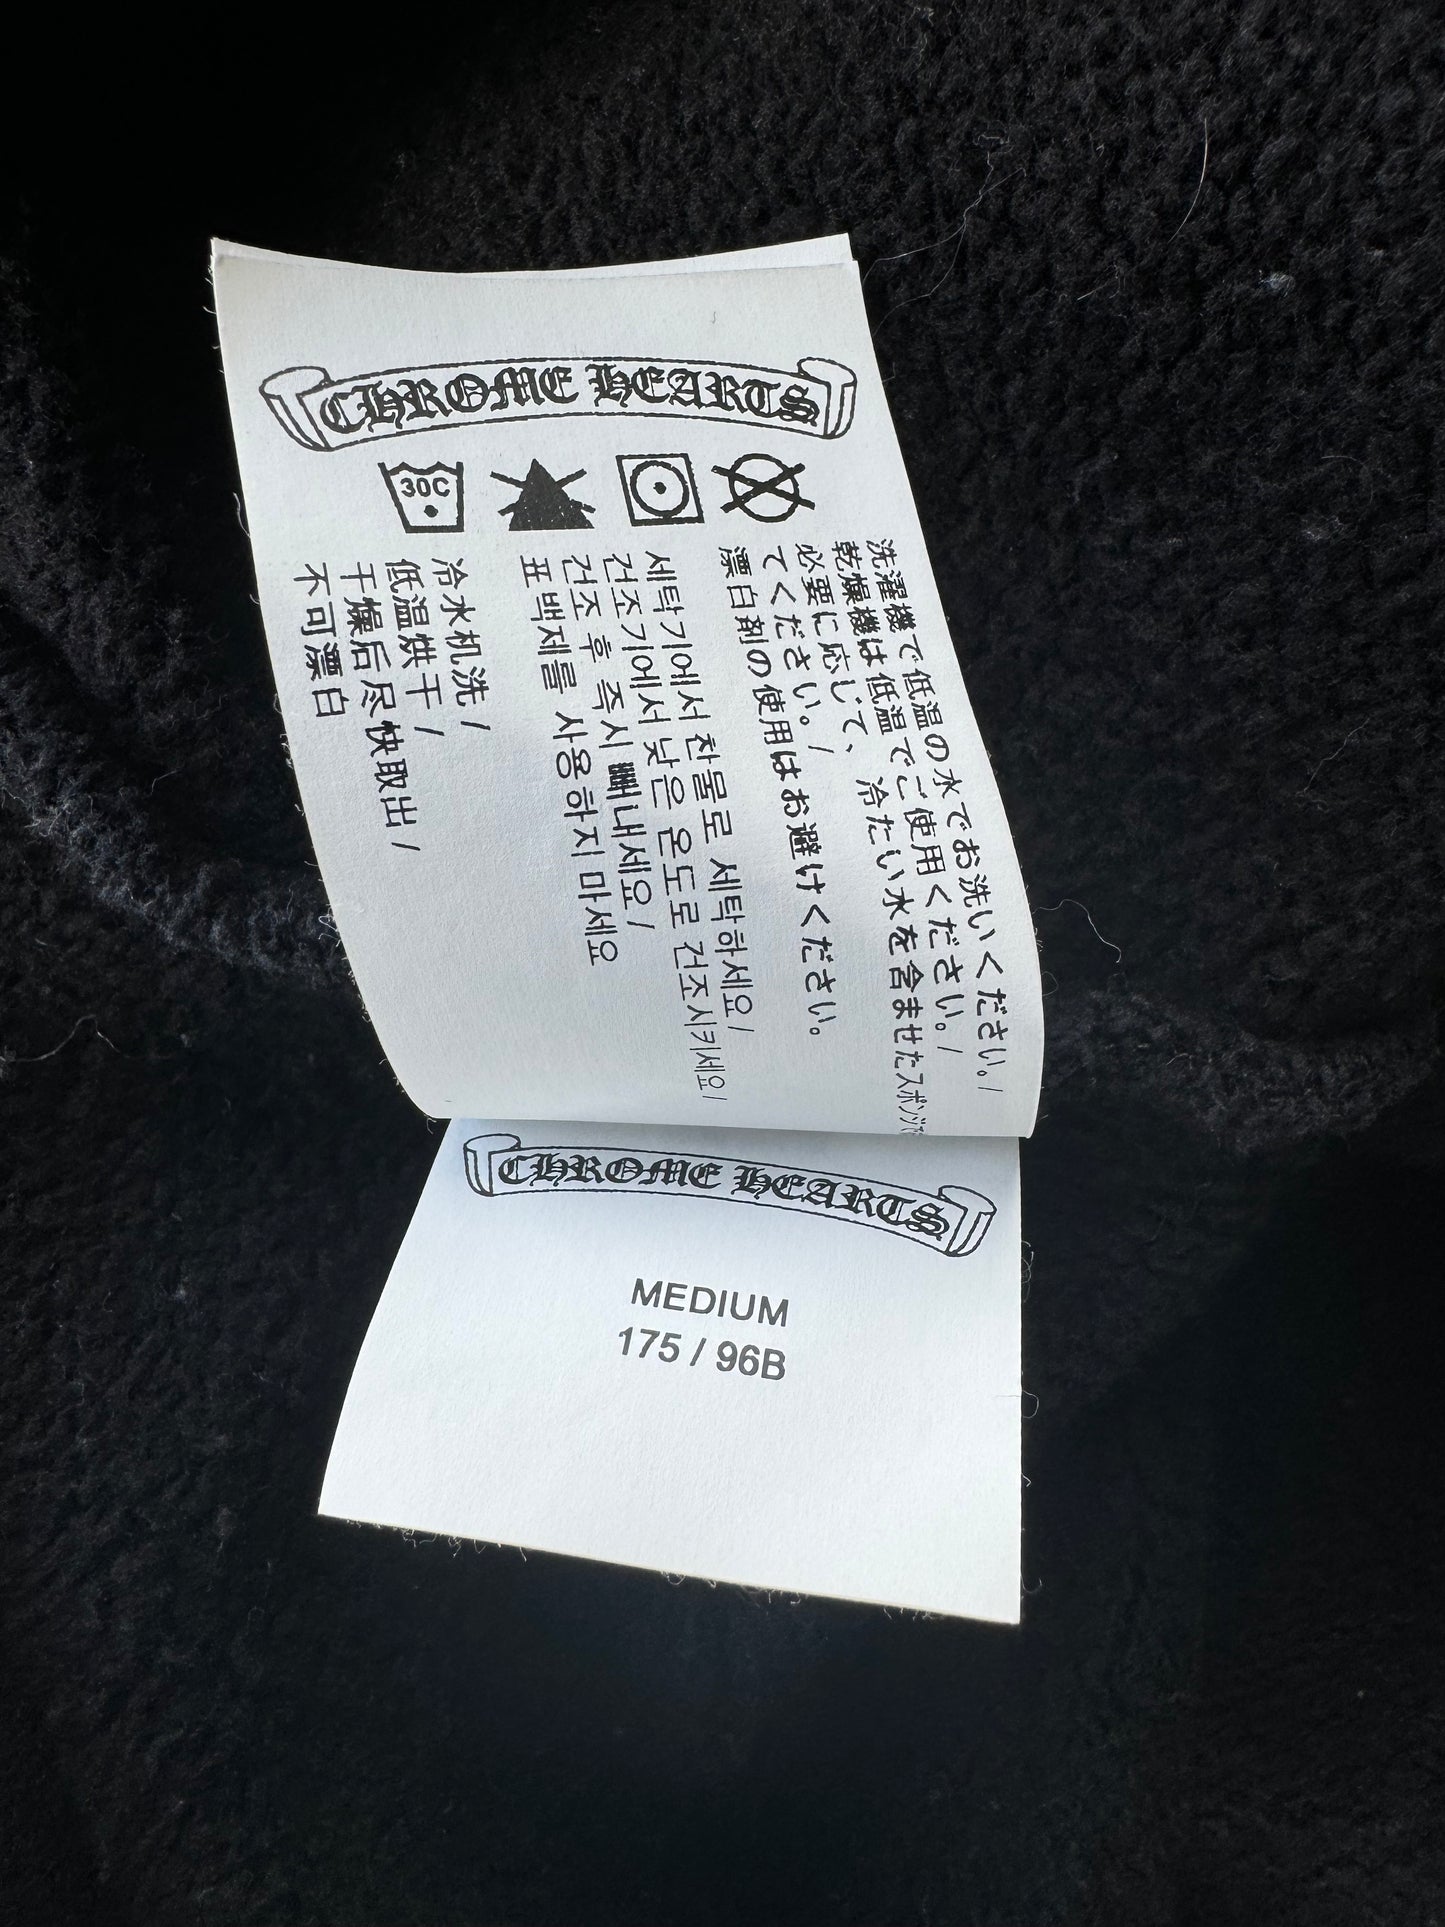 CHROME HEARTS
30C
洗濯機で低温の水でお洗いください。/
乾燥機は低温でご使用ください。/
必要に応じて、冷たい水を含ませたスポンジで
てください。/
漂白剤の使用はお避けください。
세탁기에서 찬물로 세탁하세요/
건조기에서 낮은 온도로 건조시키세요/
건조 후 즉시 빼내세요/
표백제를 사용하지 마세요
冷水机洗/
低温烘干/
干燥后尽快取出/
不可漂白
CHROME HEARTS
MEDIUM
175 / 96B